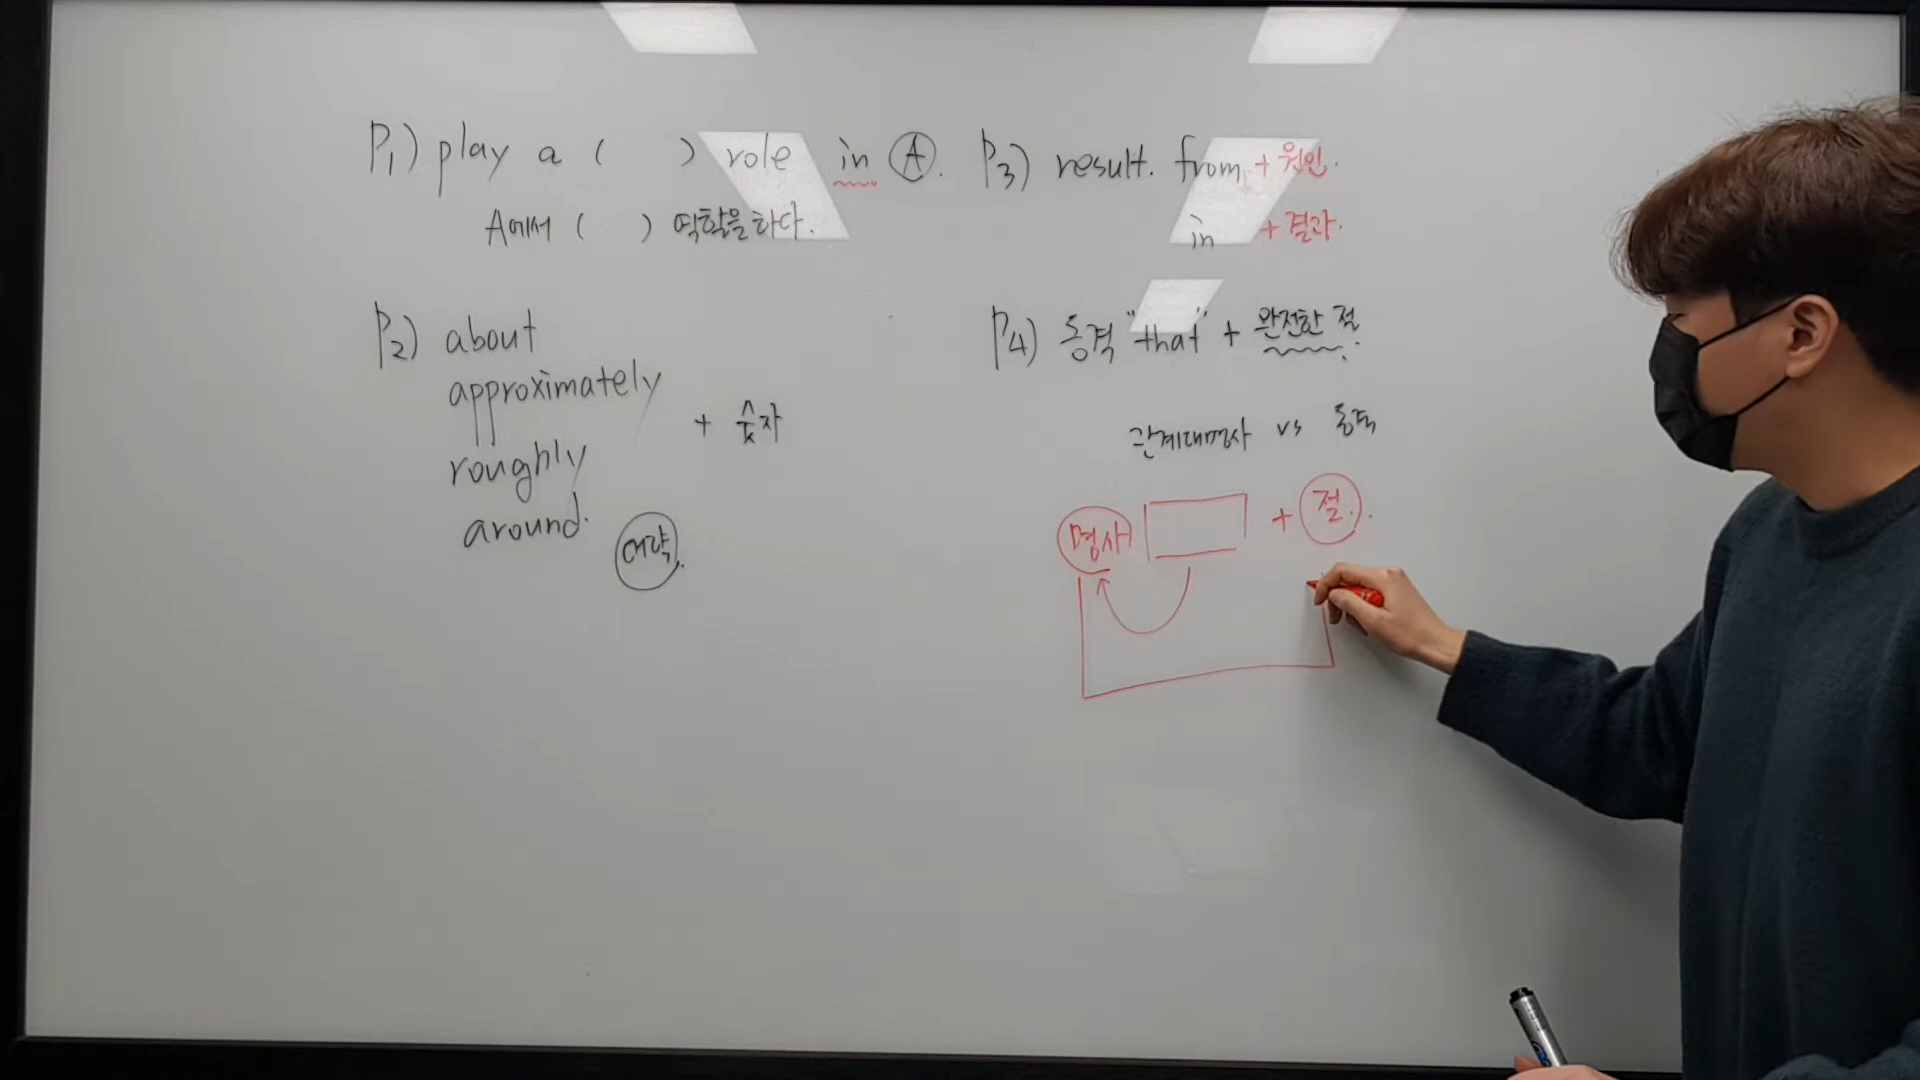 P1) play a (    ) role in Ⓐ.
A에서 (    ) 역할을 하다.
P2) about
approximately
roughly
around.
+ 숫자
대략.
P3) result. from + 원인.
in + 결과.
P4) 동격 "that" + 완전한 절.
관계대명사 vs 동격
명사 + 절.